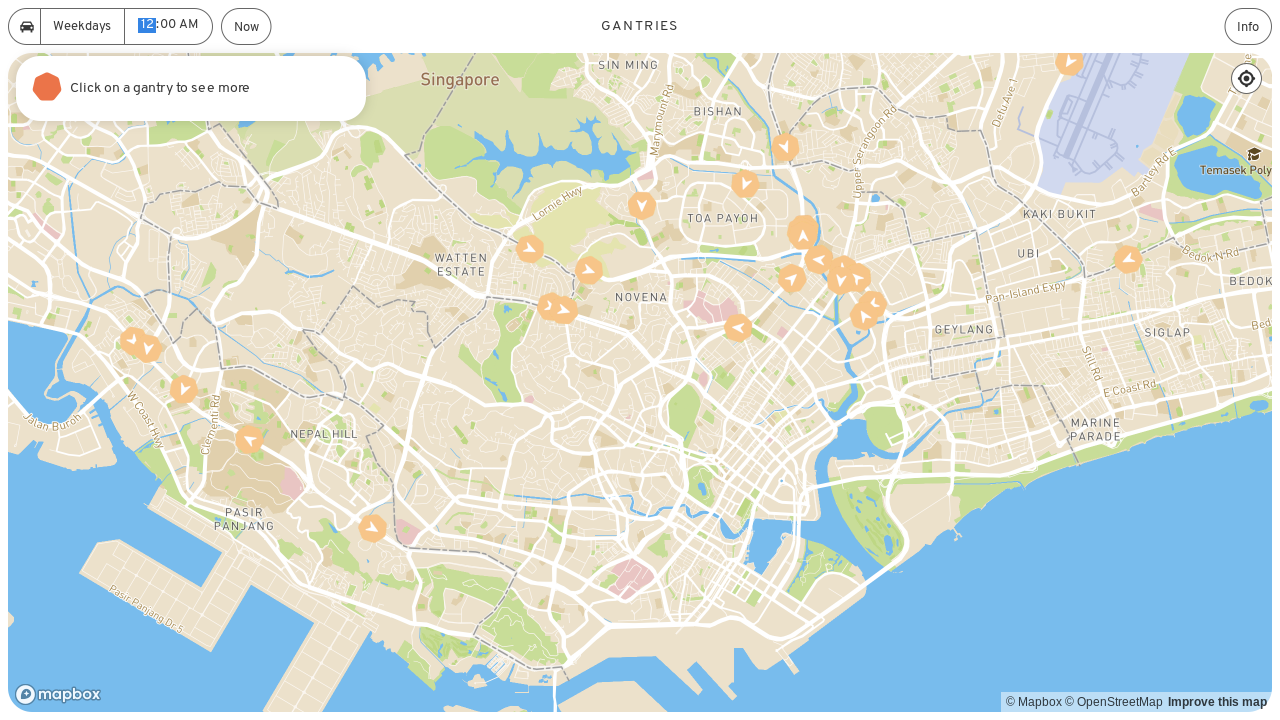 Weekdays
12:00 AM
Now
GANTRIES
Info
Click on a gantry to see more
Singapore
SIN MING
BISHAN
Marymount Rd
Upper Serangoon Rd
Defu Ave 1
Bartley Rd E
Temasek Poly
Lornie Hwy
TOA PAYOH
KAKI BUKIT
UBI
Bedok N Rd
BEDOK
WATTEN
ESTATE
NOVENA
Pan-Island Expy
GEYLANG
SIGLAP
Bed
Still Rd
E Coast Rd
MARINE
PARADE
W Coast Hwy
Jalan Buroh
Clementi Rd
NEPAL HILL
PASIR
PANJANG
Pasir Panjang Dr 5
mapbox
© Mapbox © OpenStreetMap Improve this map